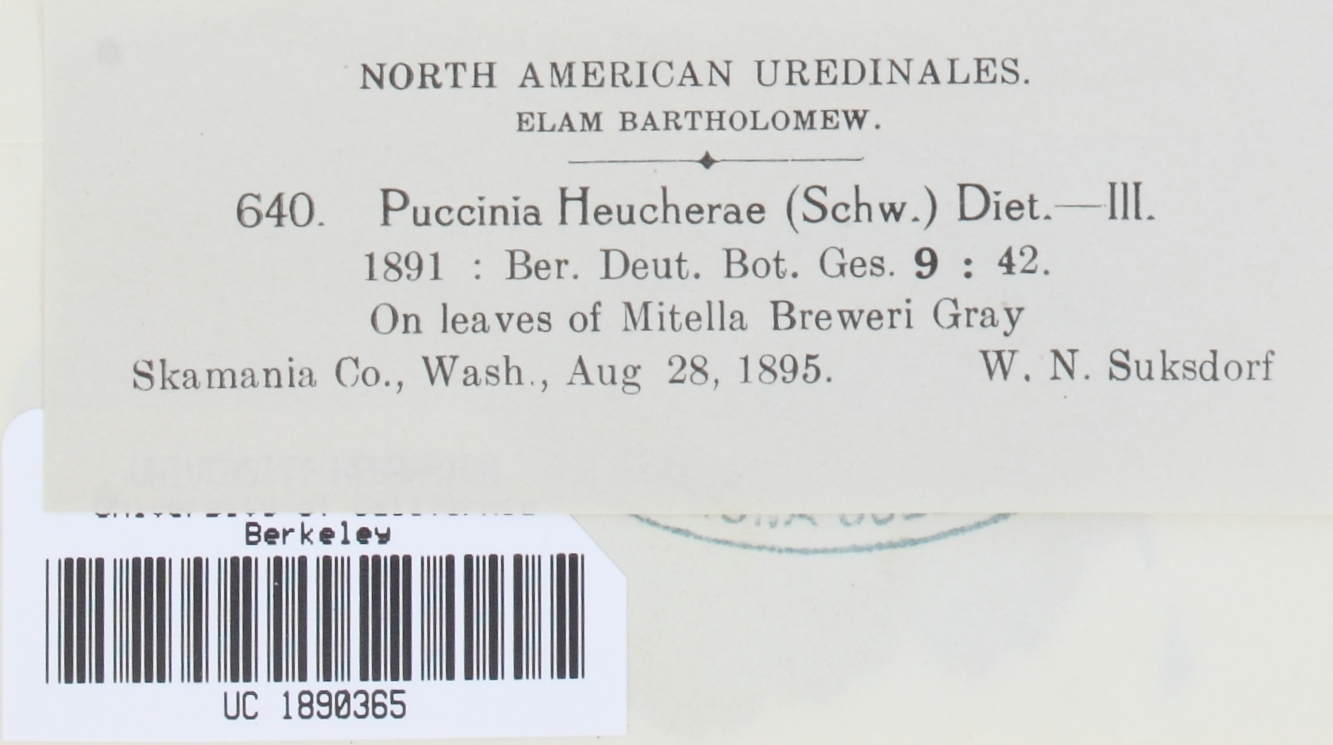 NORTH AMERICAN UREDINALES.
ELAM BARTHOLOMEW.
640. Puccinia Heucherae (Schw.) Diet.—III.
1891 : Ber. Deut. Bot. Ges. 9 : 42.
On leaves of Mitella Breweri Gray
Skamania Co., Wash., Aug 28, 1895. W. N. Suksdorf
Berkeley
UC 1890365